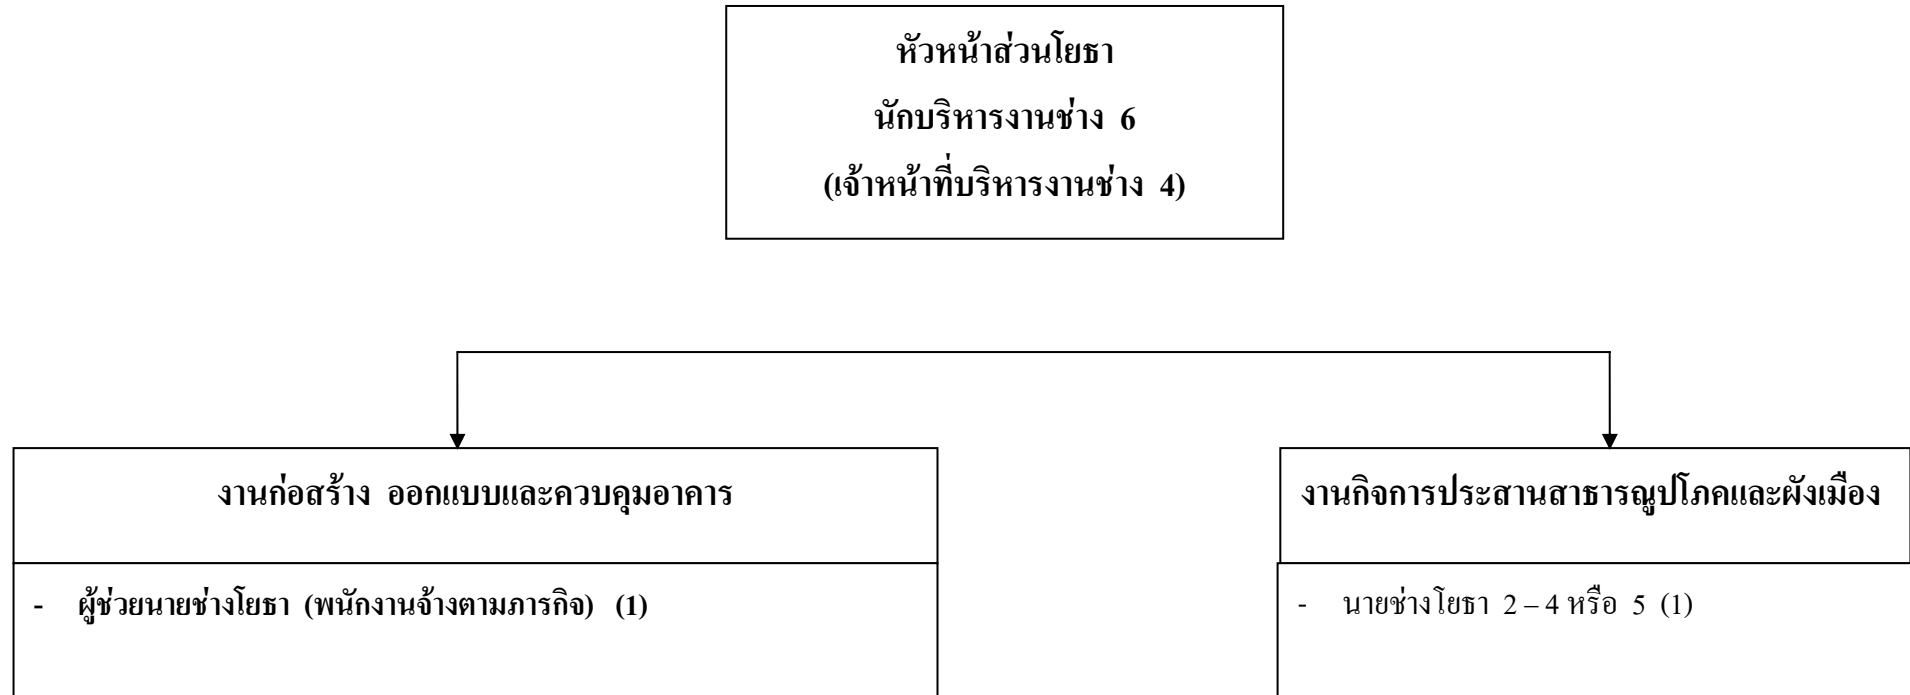 หัวหน้าส่วนโยธา
นักบริหารงานช่าง 6
(เจ้าหน้าที่บริหารงานช่าง 4)
งานก่อสร้าง ออกแบบและควบคุมอาคาร
งานกิจการประสานสาธารณูปโภคและผังเมือง
- ผู้ช่วยนายช่างโยธา (พนักงานจ้างตามภารกิจ) (1)
- นายช่างโยธา 2 – 4 หรือ 5 (1)